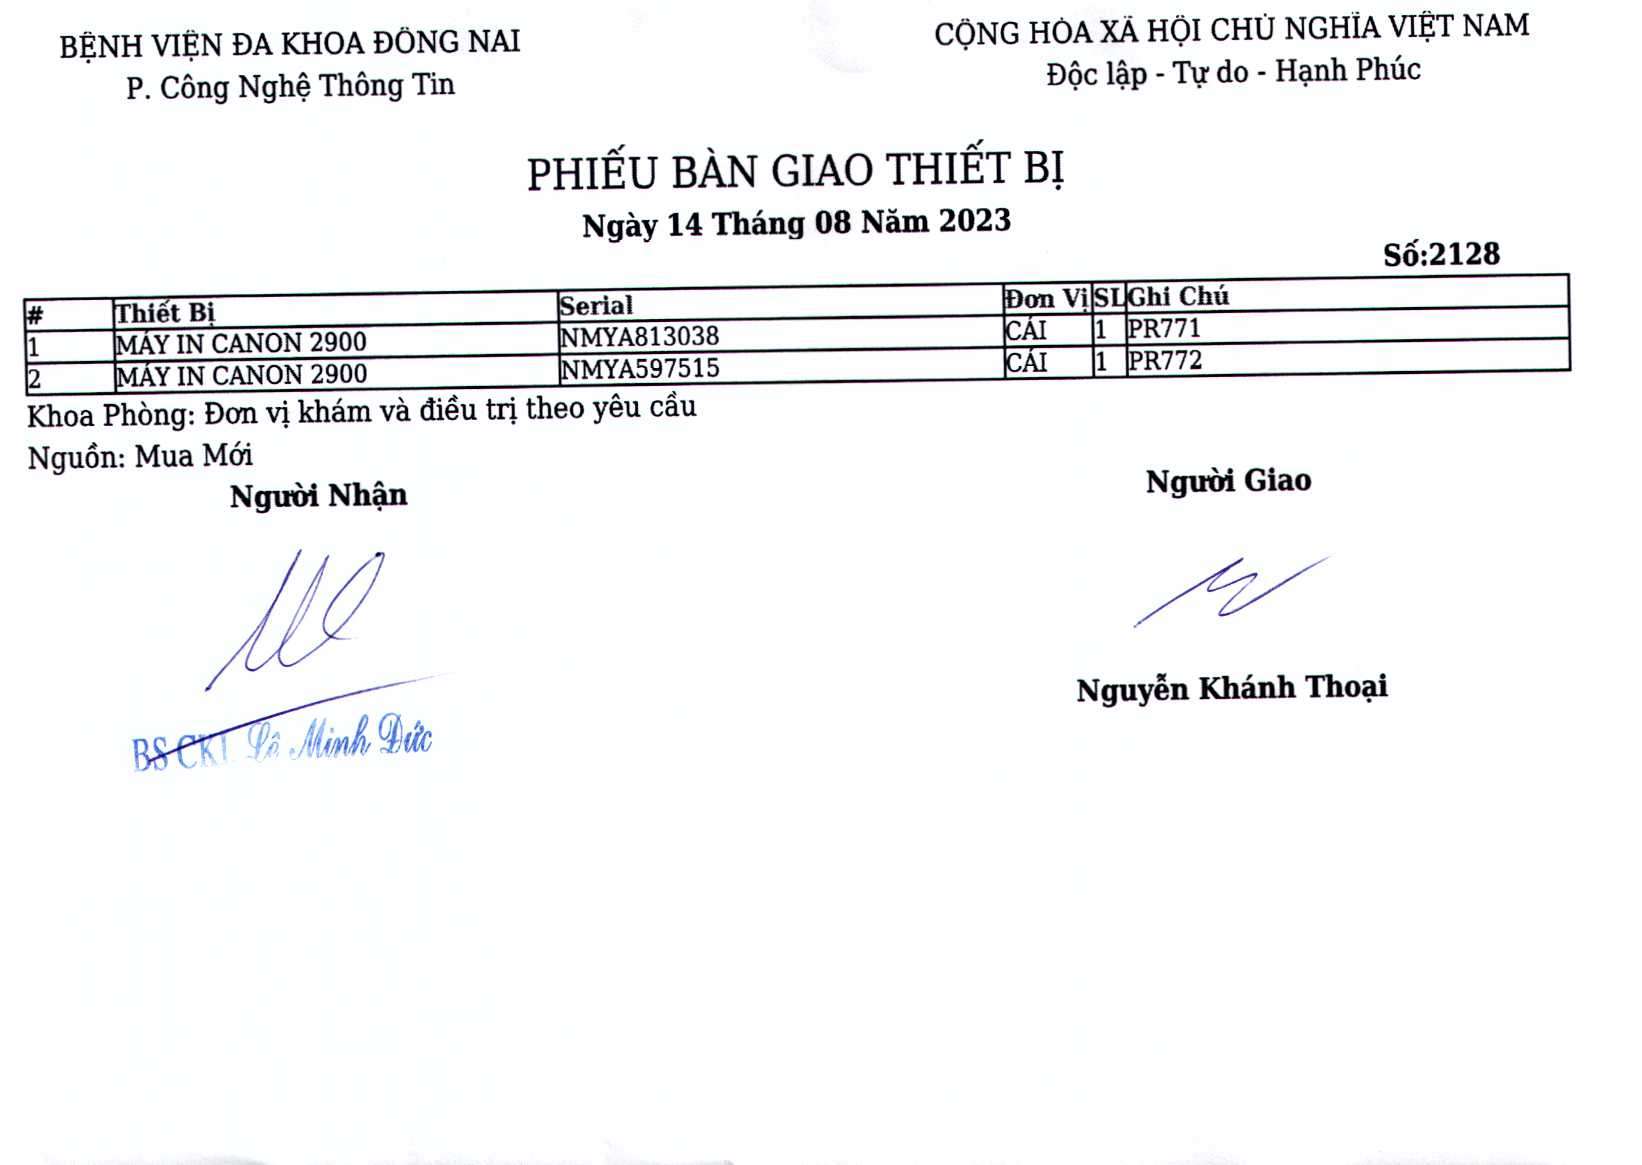 BỆNH VIỆN ĐA KHOA ĐỒNG NAI
P. Công Nghệ Thông Tin
CỘNG HÒA XÃ HỘI CHỦ NGHĨA VIỆT NAM
Độc lập - Tự do - Hạnh Phúc
PHIẾU BÀN GIAO THIẾT BỊ
Ngày 14 Tháng 08 Năm 2023
Số:2128
# Thiết Bị Serial Đơn Vị SL Ghi Chú
1 MÁY IN CANON 2900 NMYA813038 CÁI 1 PR771
2 MÁY IN CANON 2900 NMYA597515 CÁI 1 PR772
Khoa Phòng: Đơn vị khám và điều trị theo yêu cầu
Nguồn: Mua Mới
Người Nhận
Người Giao
Nguyễn Khánh Thoại
BS CKI. Lê Minh Đức